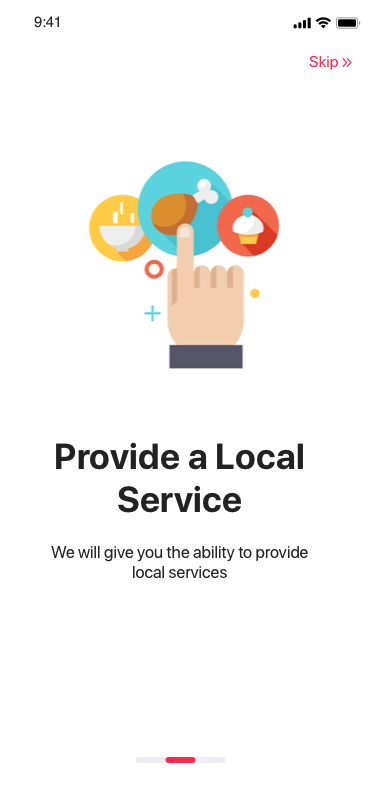 9:41
Skip
Provide a Local
Service
We will give you the ability to provide
local services